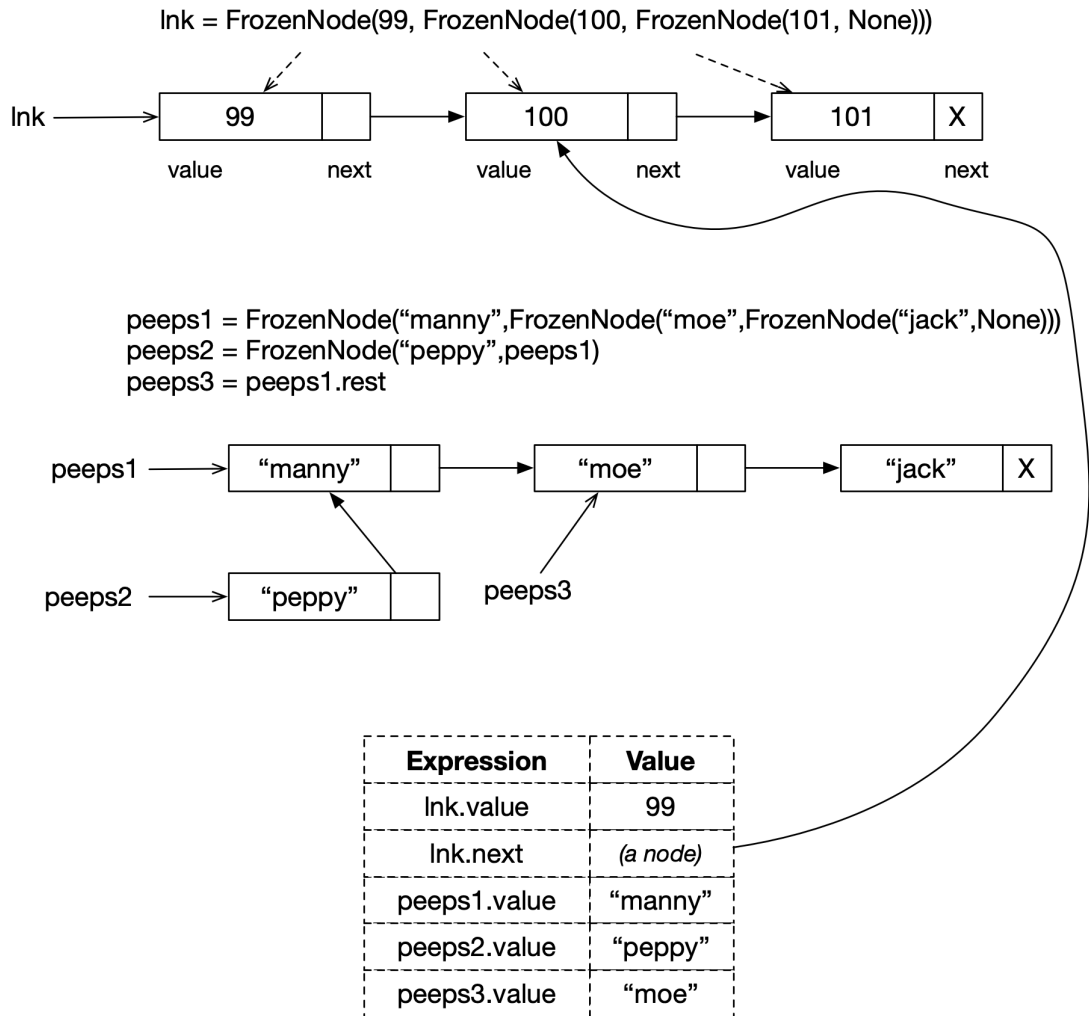 lnk = FrozenNode(99, FrozenNode(100, FrozenNode(101, None)))
lnk 99 100 101 X
value next value next value next
peeps1 = FrozenNode(“manny”,FrozenNode(“moe”,FrozenNode(“jack”,None)))
peeps2 = FrozenNode(“peppy”,peeps1)
peeps3 = peeps1.rest
peeps1 “manny” “moe” “jack” X
peeps2 “peppy” peeps3
Expression Value
lnk.value 99
lnk.next (a node)
peeps1.value “manny”
peeps2.value “peppy”
peeps3.value “moe”